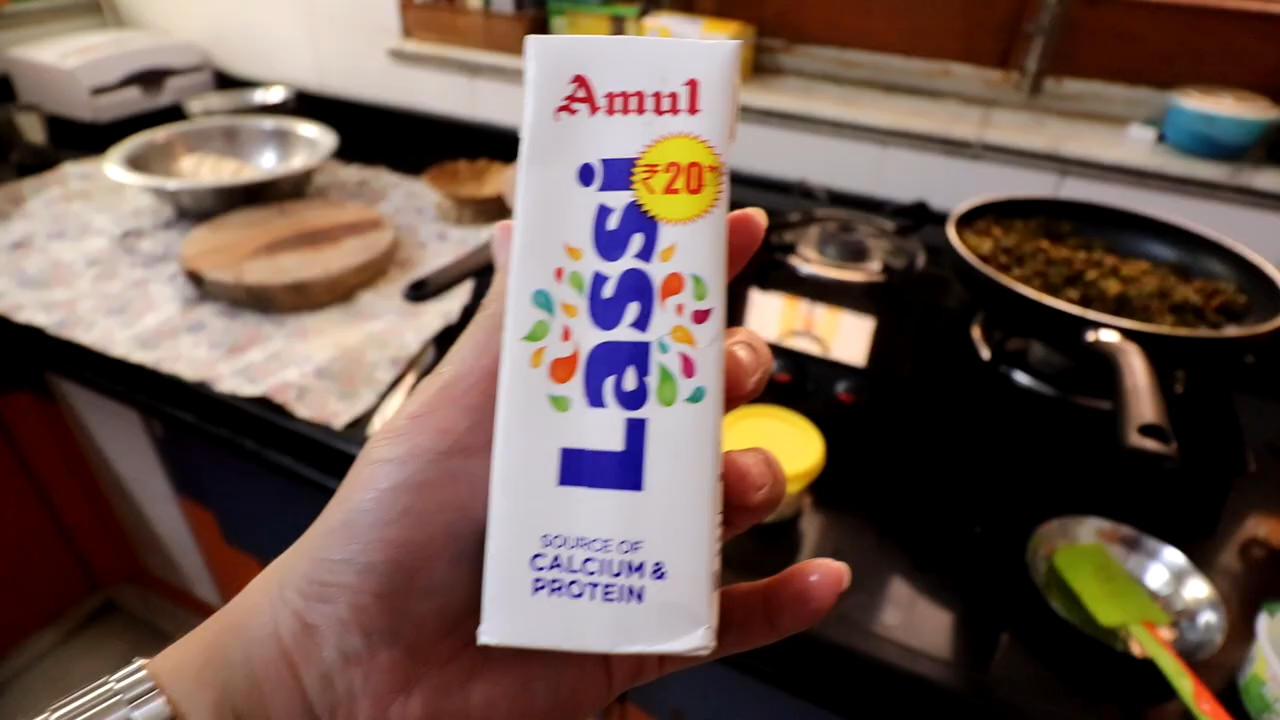 Amul
₹20*
Lassi
SOURCE OF
CALCIUM &
PROTEIN